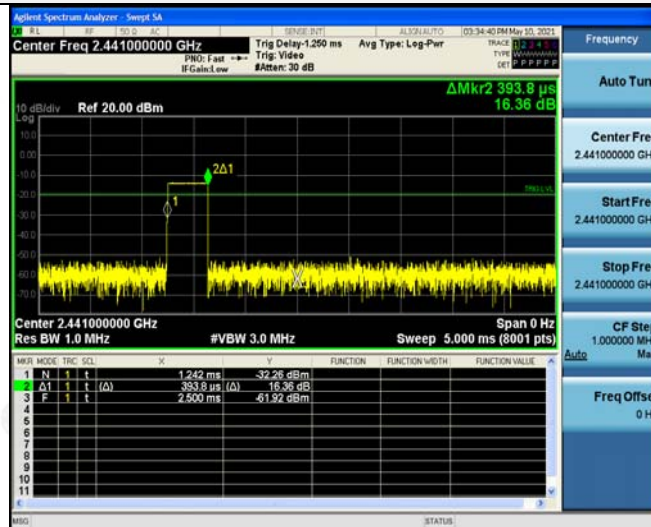 Agilent Spectrum Analyzer - Swept SA
RL RF 50 Ω AC SENSE:INT ALIGN AUTO 03:34:40 PM May 10, 2021
Center Freq 2.441000000 GHz
PNO: Fast
IFGain:Low
Trig Delay-1.250 ms
Trig: Video
#Atten: 30 dB
Avg Type: Log-Pwr
TRACE 1 2 3 4 5 6
TYPE
DET P P P P P P
ΔMkr2 393.8 µs
16.36 dB
10 dB/div Ref 20.00 dBm
Log
10.0
0.00
-10.0
-20.0
-30.0
-40.0
-50.0
-60.0
-70.0
2Δ1
1
TRIG LVL
Center 2.441000000 GHz Span 0 Hz
Res BW 1.0 MHz #VBW 3.0 MHz Sweep 5.000 ms (8001 pts)
MKR MODE TRC SCL X Y FUNCTION FUNCTION WIDTH FUNCTION VALUE
1 N 1 t 1.242 ms -32.26 dBm
2 Δ1 1 t (Δ) 393.8 µs (Δ) 16.36 dB
3 F 1 t 2.500 ms -61.92 dBm
4
5
6
7
8
9
10
11
MSG STATUS
Frequency
Auto Tun
Center Fre
2.441000000 GH
Start Fre
2.441000000 GH
Stop Fre
2.441000000 GH
CF Ste
1.000000 MH
Auto Ma
Freq Offse
0 H